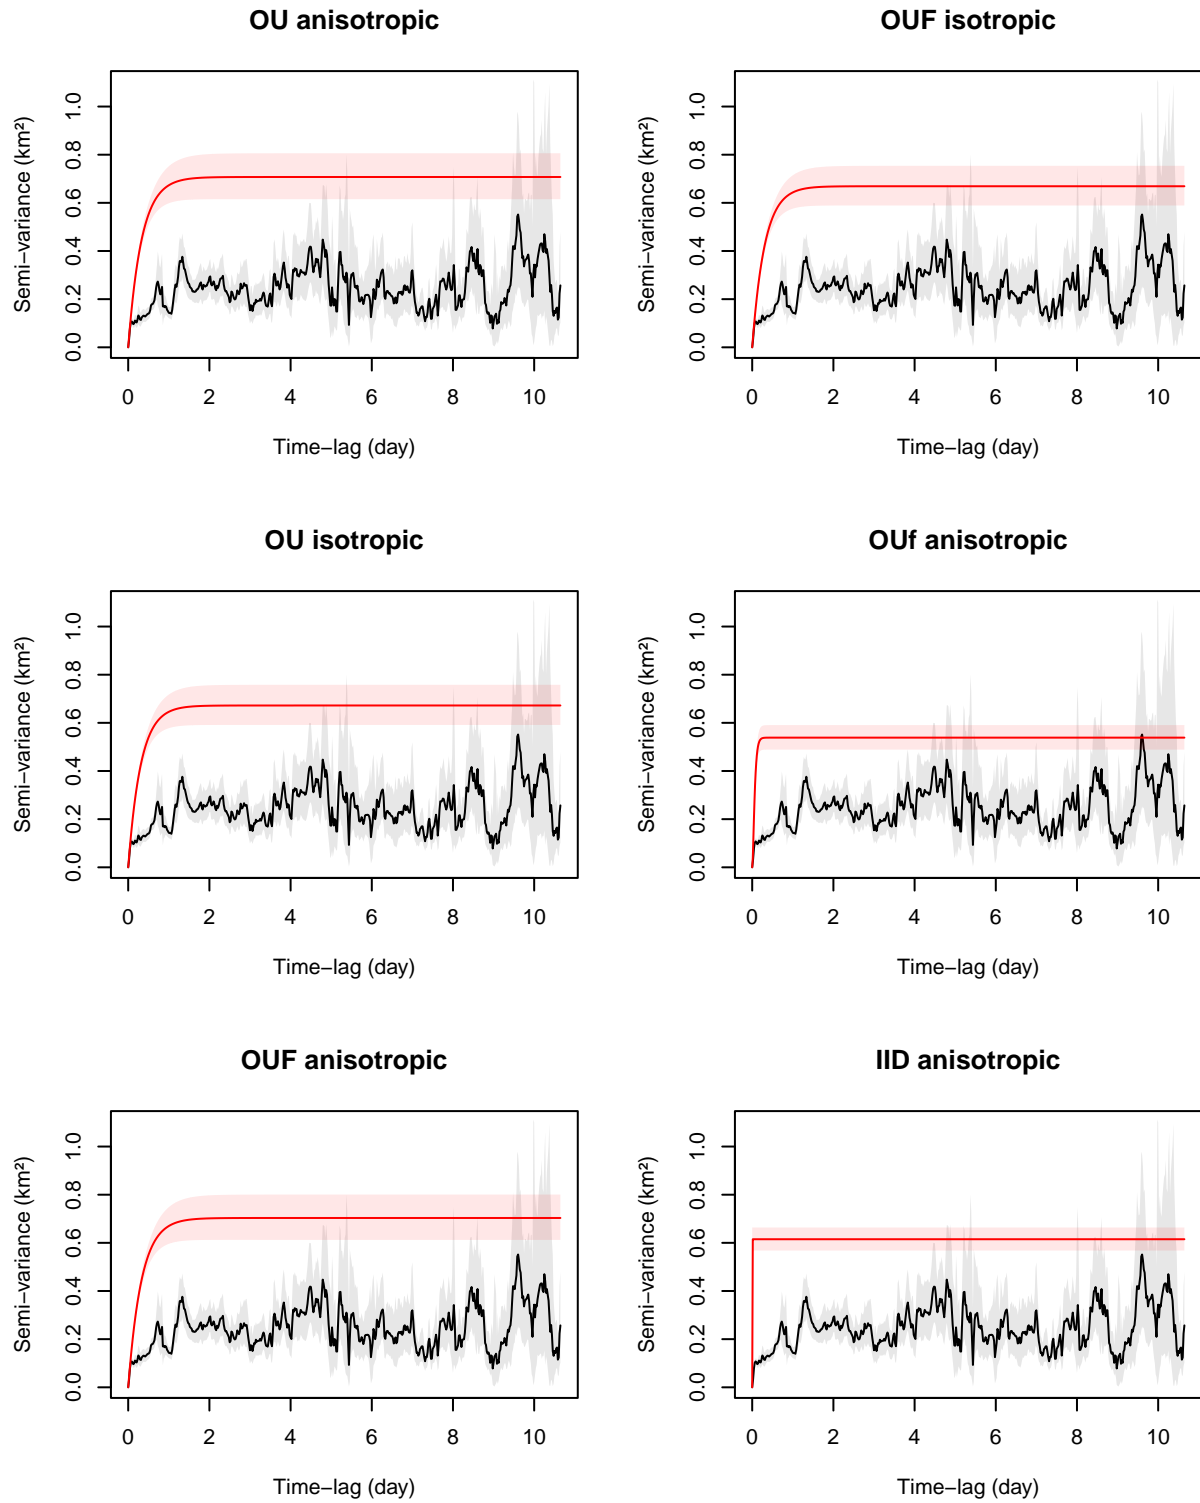 OU anisotropic
Semi−variance (km²)
0.0 0.2 0.4 0.6 0.8 1.0
0 2 4 6 8 10
Time−lag (day)
OUF isotropic
Semi−variance (km²)
0.0 0.2 0.4 0.6 0.8 1.0
0 2 4 6 8 10
Time−lag (day)
OU isotropic
Semi−variance (km²)
0.0 0.2 0.4 0.6 0.8 1.0
0 2 4 6 8 10
Time−lag (day)
OUf anisotropic
Semi−variance (km²)
0.0 0.2 0.4 0.6 0.8 1.0
0 2 4 6 8 10
Time−lag (day)
OUF anisotropic
Semi−variance (km²)
0.0 0.2 0.4 0.6 0.8 1.0
0 2 4 6 8 10
Time−lag (day)
IID anisotropic
Semi−variance (km²)
0.0 0.2 0.4 0.6 0.8 1.0
0 2 4 6 8 10
Time−lag (day)